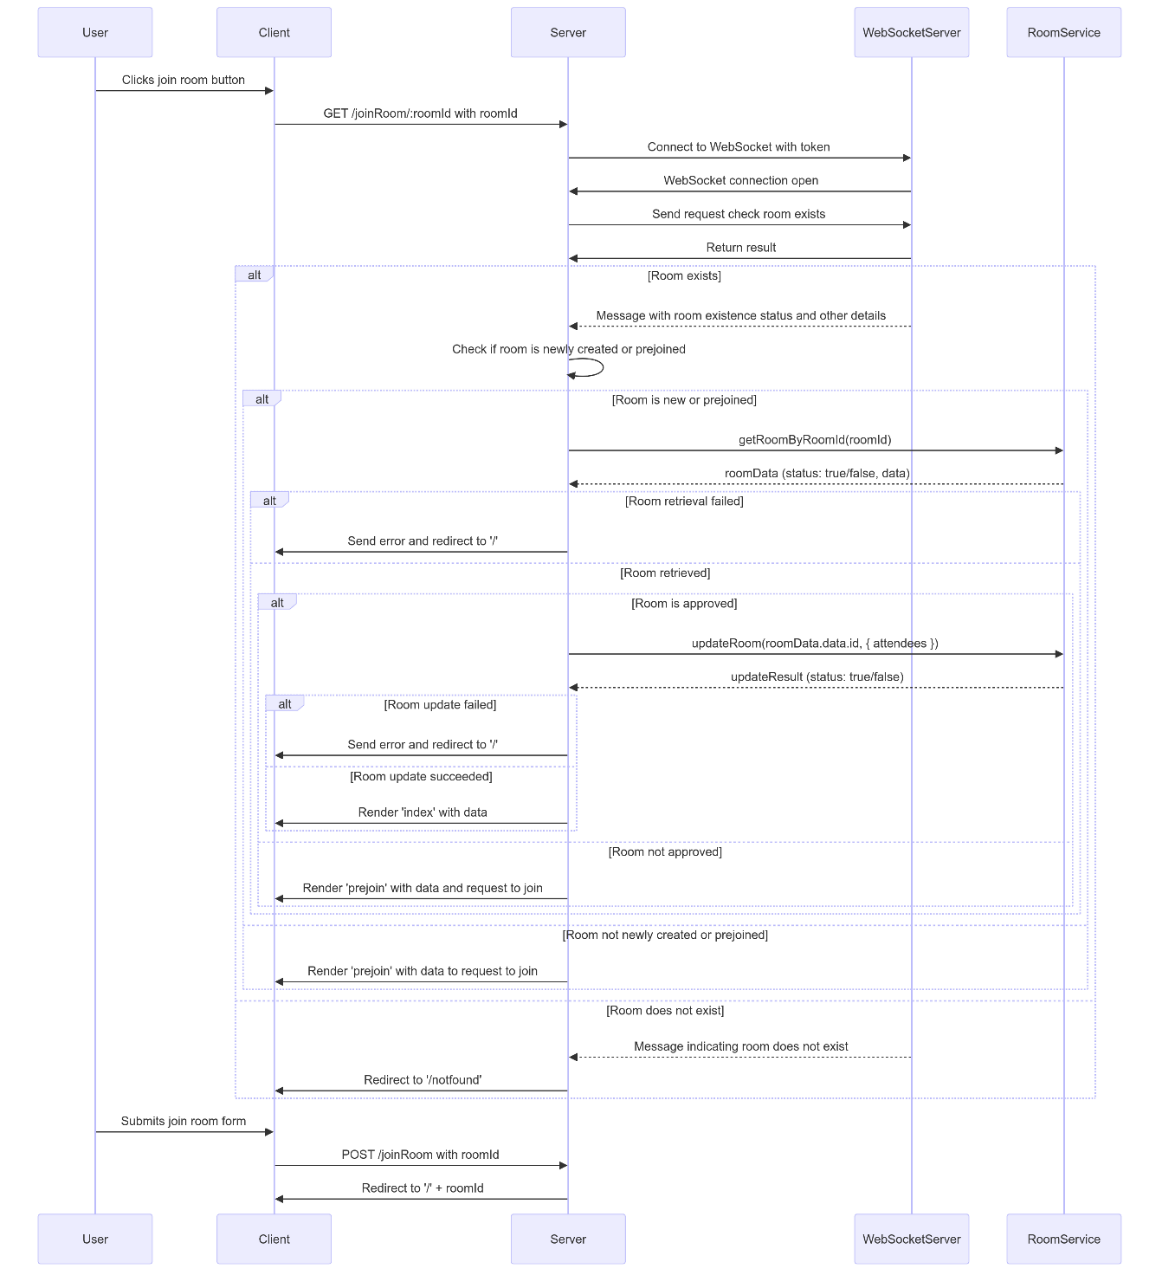 User
Client
Server
WebSocketServer
RoomService
Clicks join room button
GET /joinRoom/:roomId with roomId
Connect to WebSocket with token
WebSocket connection open
Send request check room exists
Return result
alt
[Room exists]
Message with room existence status and other details
Check if room is newly created or prejoined
alt
[Room is new or prejoined]
getRoomByRoomId(roomId)
roomData (status: true/false, data)
alt
[Room retrieval failed]
Send error and redirect to '/'
[Room retrieved]
alt
[Room is approved]
updateRoom(roomData.data.id, { attendees })
updateResult (status: true/false)
alt
[Room update failed]
Send error and redirect to '/'
[Room update succeeded]
Render 'index' with data
[Room not approved]
Render 'prejoin' with data and request to join
[Room not newly created or prejoined]
Render 'prejoin' with data to request to join
[Room does not exist]
Message indicating room does not exist
Redirect to '/notfound'
Submits join room form
POST /joinRoom with roomId
Redirect to '/' + roomId
User
Client
Server
WebSocketServer
RoomService